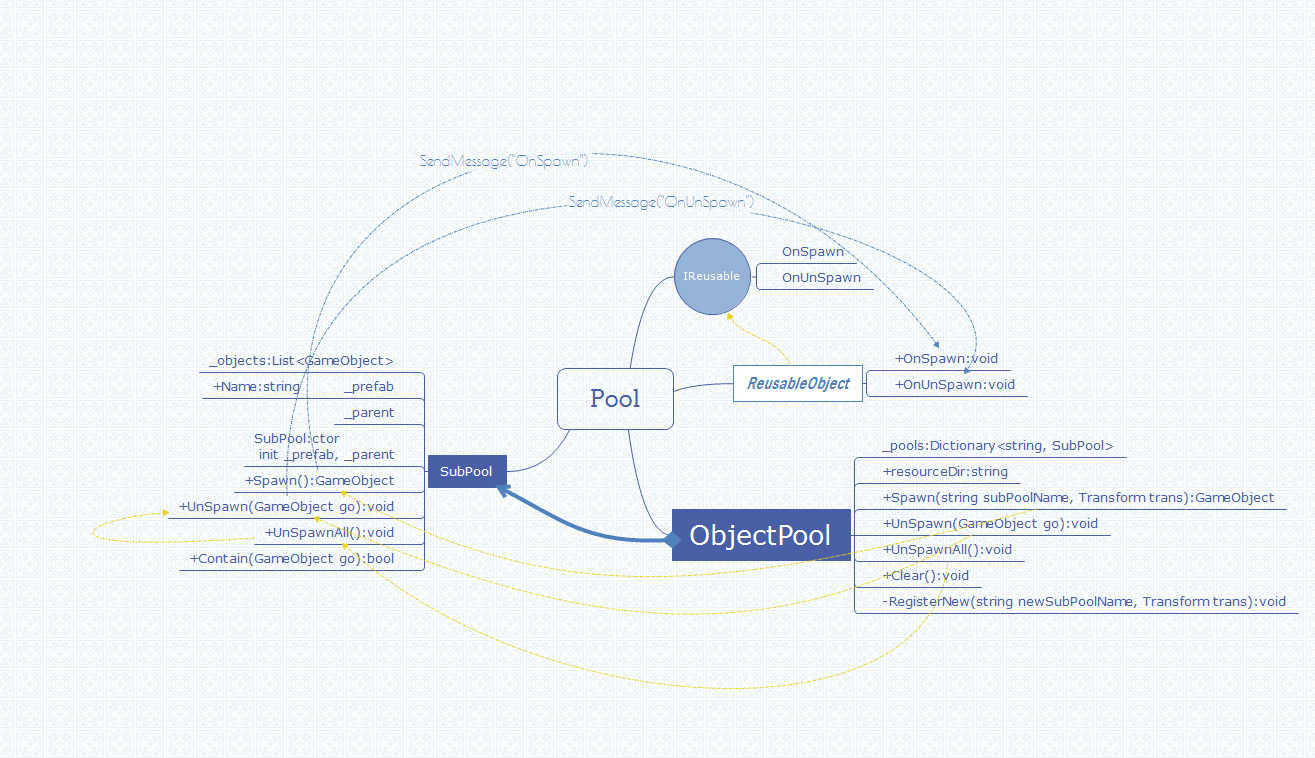 SendMessage("OnSpawn")
SendMessage("OnUnSpawn")
IReusable
OnSpawn
OnUnSpawn
ReusableObject
+OnSpawn:void
+OnUnSpawn:void
Pool
_objects:List<GameObject>
+Name:string _prefab
_parent
SubPool:ctor
init _prefab, _parent
+Spawn():GameObject
+UnSpawn(GameObject go):void
+UnSpawnAll():void
+Contain(GameObject go):bool
SubPool
ObjectPool
_pools:Dictionary<string, SubPool>
+resourceDir:string
+Spawn(string subPoolName, Transform trans):GameObject
+UnSpawn(GameObject go):void
+UnSpawnAll():void
+Clear():void
-RegisterNew(string newSubPoolName, Transform trans):void